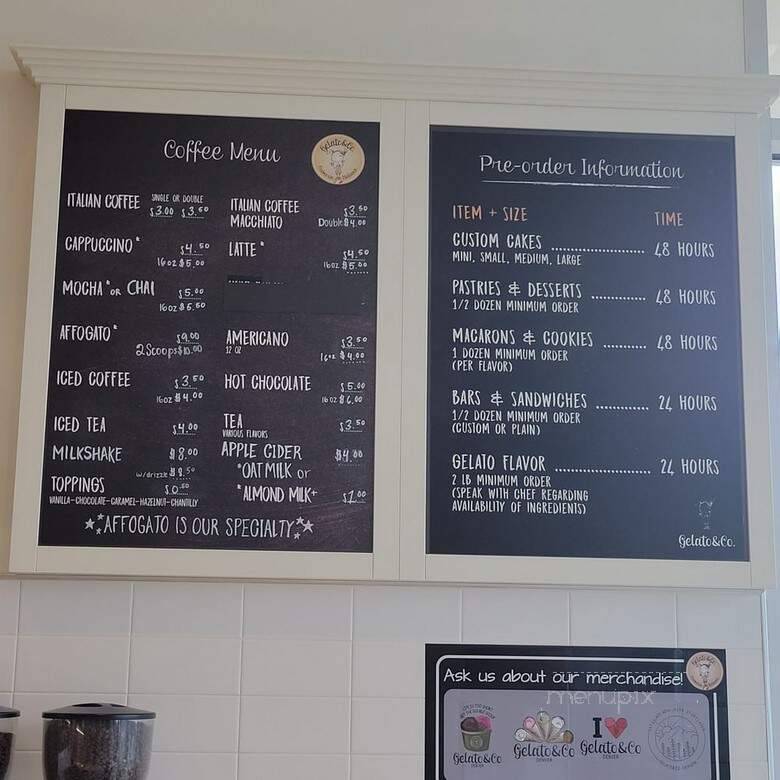 Coffee Menu
Gelato&Co.
ITALIAN COFFEE SINGLE OR DOUBLE
$3.00 $3.50
CAPPUCCINO* $4.50
16oz $5.00
MOCHA* OR CHAI $5.00
16oz $5.50
AFFOGATO* $9.00
2 Scoops $10.00
ICED COFFEE $3.50
16oz $4.00
ICED TEA $4.00
MILKSHAKE $8.00
w/drizzle $8.50
TOPPINGS $0.50
VANILLA-CHOCOLATE-CARAMEL-HAZELNUT-CHANTILLY
ITALIAN COFFEE
MACCHIATO $3.50
Double $4.00
LATTE* $4.50
16oz $5.00
AMERICANO $3.50
12 OZ
16oz $4.00
HOT CHOCOLATE $5.00
16oz $6.00
TEA $3.50
VARIOUS FLAVORS
APPLE CIDER $4.00
*OAT MILK or
*ALMOND MILK+ $1.00
AFFOGATO IS OUR SPECIALTY
Pre-order Information
ITEM + SIZE TIME
CUSTOM CAKES .................... 48 HOURS
MINI, SMALL, MEDIUM, LARGE
PASTRIES & DESSERTS ............ 48 HOURS
1/2 DOZEN MINIMUM ORDER
MACARONS & COOKIES .......... 48 HOURS
1 DOZEN MINIMUM ORDER
(PER FLAVOR)
BARS & SANDWICHES ............ 24 HOURS
1/2 DOZEN MINIMUM ORDER
(CUSTOM OR PLAIN)
GELATO FLAVOR .................... 24 HOURS
2 LB MINIMUM ORDER
(SPEAK WITH CHEF REGARDING
AVAILABILITY OF INGREDIENTS)
Gelato&Co.
Ask us about our merchandise!
menupix
Gelato&Co
DENVER
Gelato&Co
DENVER
I
Gelato&Co
DENVER